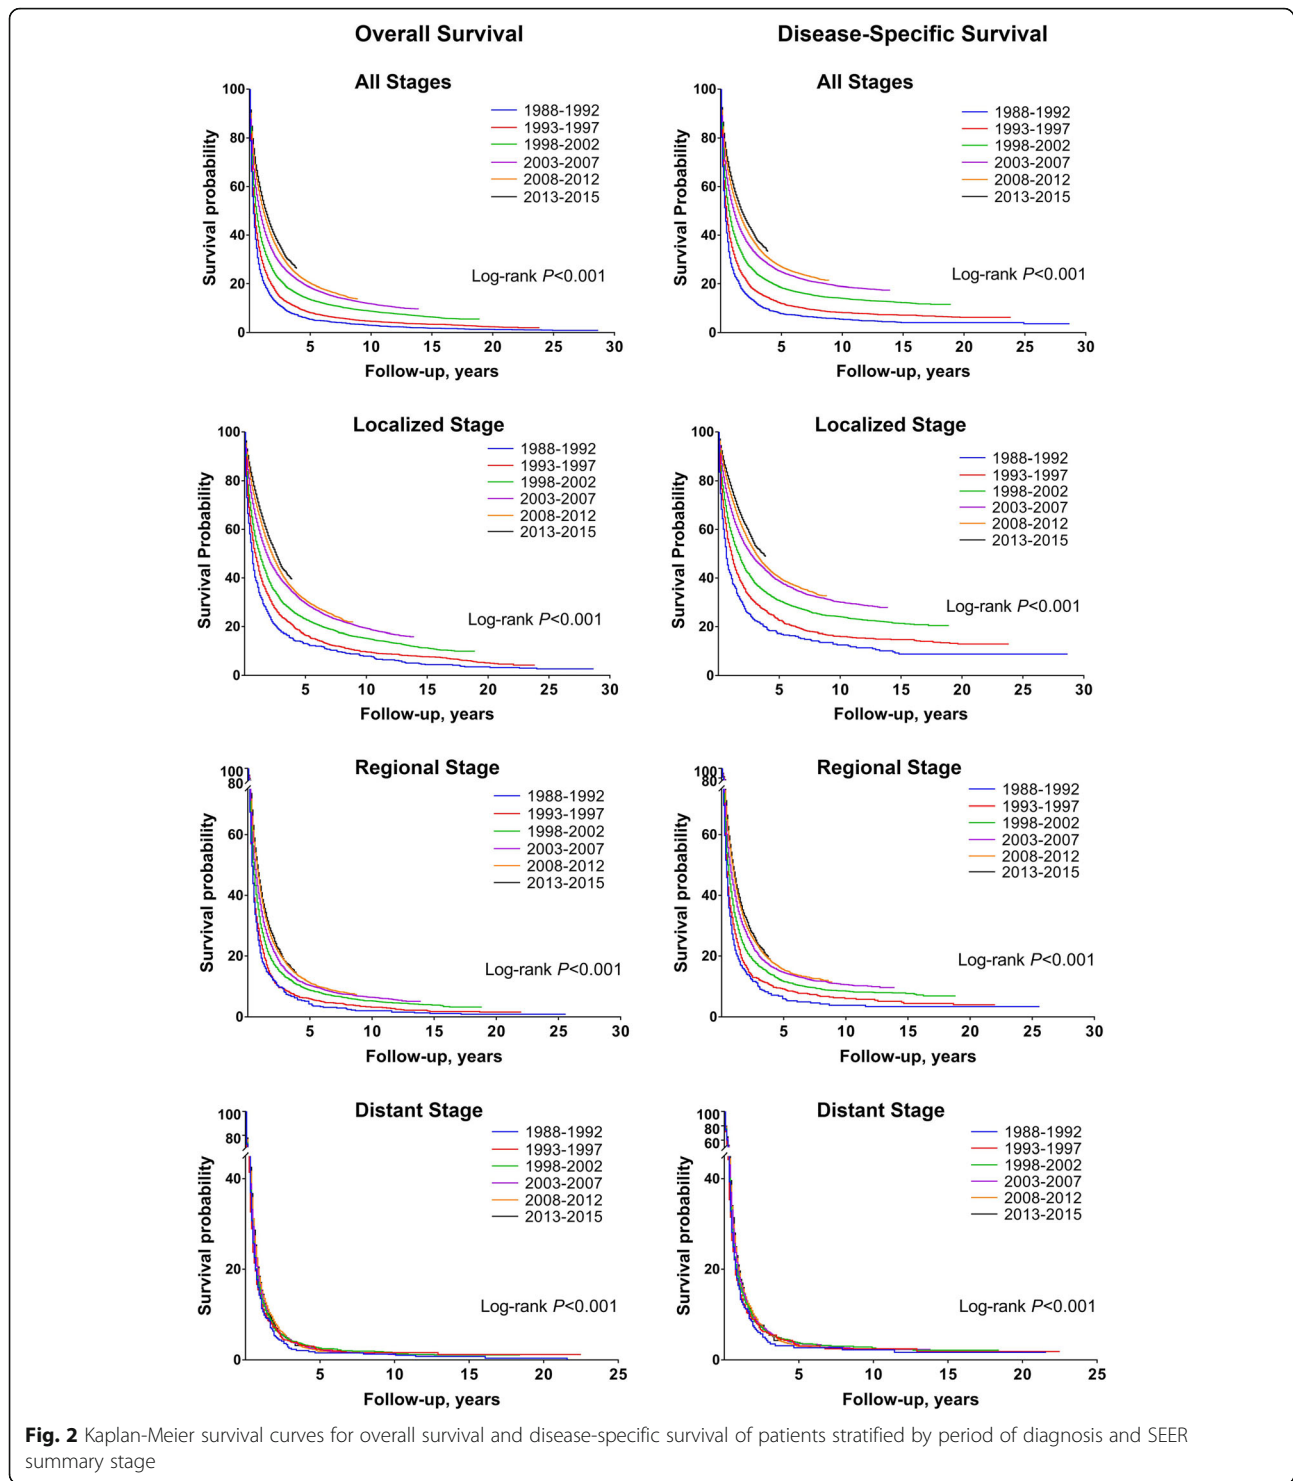 Overall Survival
Disease-Specific Survival
All Stages
Survival probability
100
80
60
40
20
0
5 10 15 20 25 30
Follow-up, years
1988-1992
1993-1997
1998-2002
2003-2007
2008-2012
2013-2015
Log-rank P<0.001
All Stages
Survival Probability
100
80
60
40
20
0
5 10 15 20 25 30
Follow-up, years
1988-1992
1993-1997
1998-2002
2003-2007
2008-2012
2013-2015
Log-rank P<0.001
Localized Stage
Survival Probability
100
80
60
40
20
0
5 10 15 20 25 30
Follow-up, years
1988-1992
1993-1997
1998-2002
2003-2007
2008-2012
2013-2015
Log-rank P<0.001
Localized Stage
Survival Probability
100
80
60
40
20
0
5 10 15 20 25 30
Follow-up, years
1988-1992
1993-1997
1998-2002
2003-2007
2008-2012
2013-2015
Log-rank P<0.001
Regional Stage
Survival probability
100
80
60
40
20
0
5 10 15 20 25 30
Follow-up, years
1988-1992
1993-1997
1998-2002
2003-2007
2008-2012
2013-2015
Log-rank P<0.001
Regional Stage
Survival probability
100
80
60
40
20
0
5 10 15 20 25 30
Follow-up, years
1988-1992
1993-1997
1998-2002
2003-2007
2008-2012
2013-2015
Log-rank P<0.001
Distant Stage
Survival probability
100
80
40
20
0
5 10 15 20 25
Follow-up, years
1988-1992
1993-1997
1998-2002
2003-2007
2008-2012
2013-2015
Log-rank P<0.001
Distant Stage
Survival probability
100
80
60
40
20
0
5 10 15 20 25
Follow-up, years
1988-1992
1993-1997
1998-2002
2003-2007
2008-2012
2013-2015
Log-rank P<0.001
Fig. 2 Kaplan-Meier survival curves for overall survival and disease-specific survival of patients stratified by period of diagnosis and SEER
summary stage